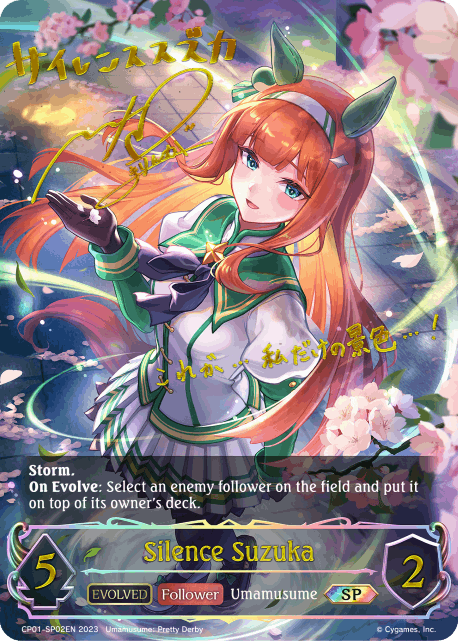 サイレンススズカ
これが…私だけの景色…!
Storm.
On Evolve: Select an enemy follower on the field and put it
on top of its owner's deck.
Silence Suzuka
5
EVOLVED Follower Umamusume SP
2
CP01-SP02EN 2023 Umamusume: Pretty Derby © Cygames, Inc.